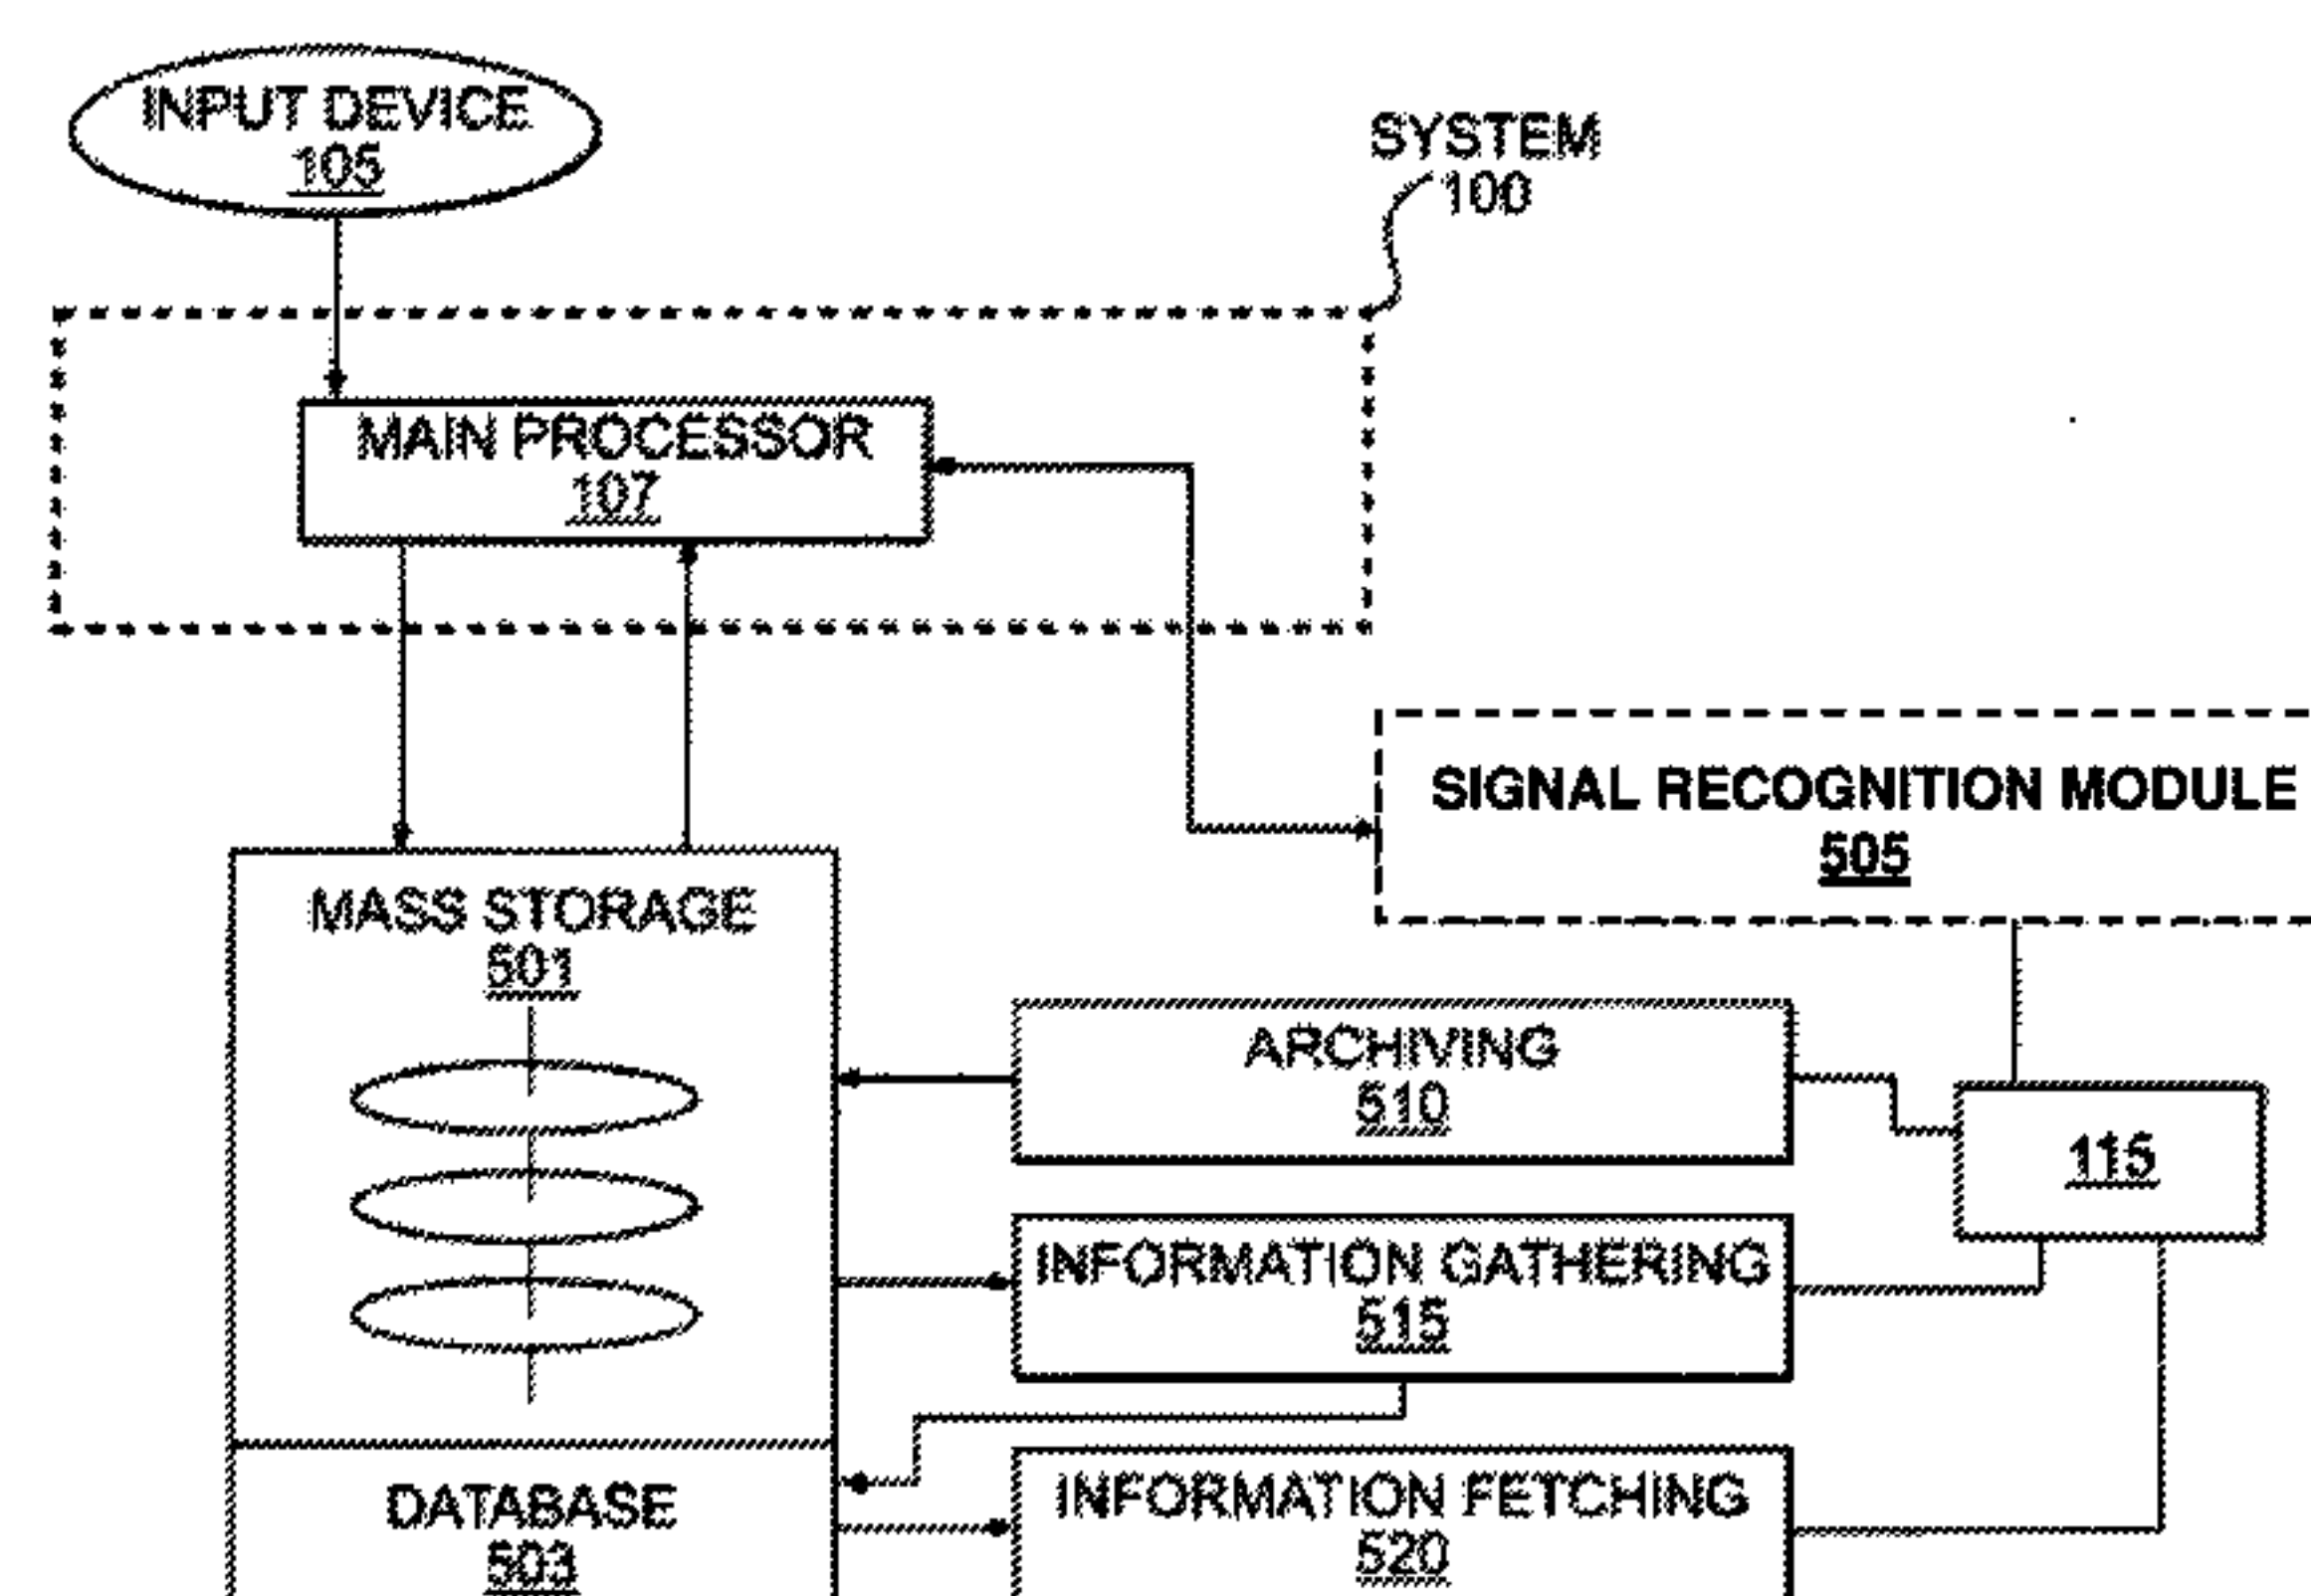 INPUT DEVICE
105
SYSTEM
100
MAIN PROCESSOR
107
SIGNAL RECOGNITION MODULE
505
MASS STORAGE
501
ARCHIVING
510
115
INFORMATION GATHERING
515
DATABASE
503
INFORMATION FETCHING
520